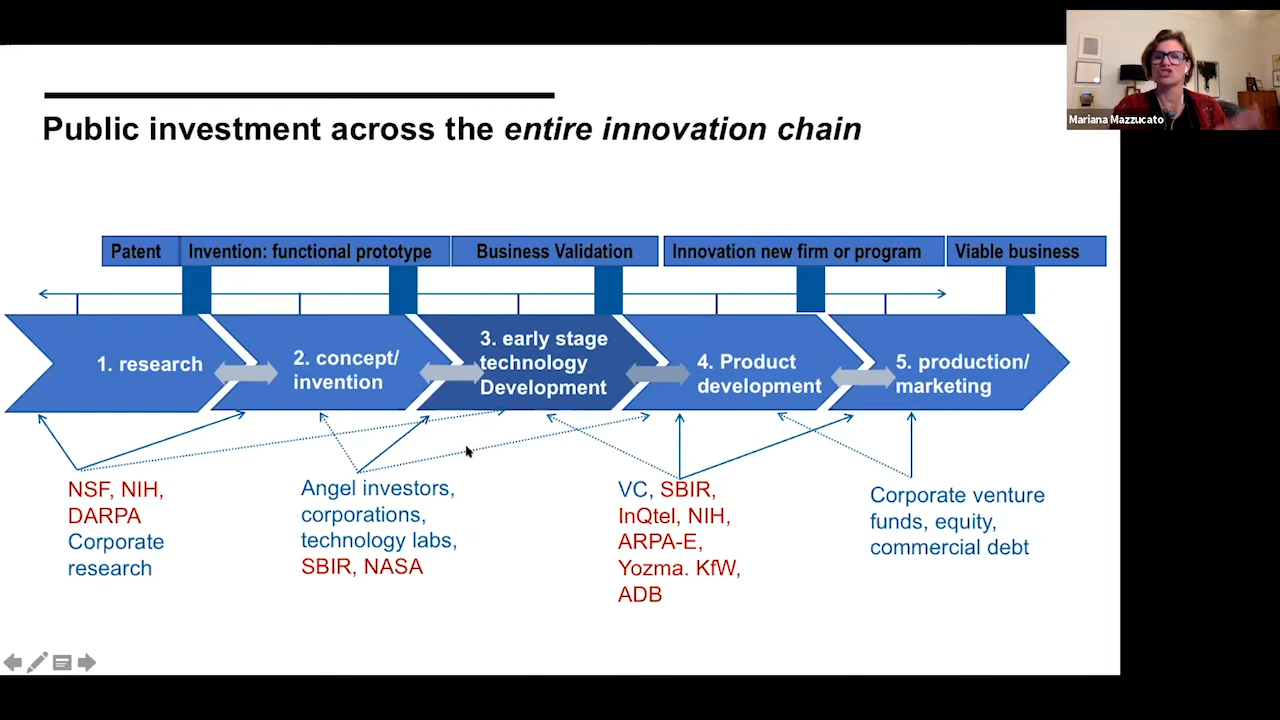 Mariana Mazzucato
Public investment across the entire innovation chain
Patent
Invention: functional prototype
Business Validation
Innovation new firm or program
Viable business
1. research
2. concept/
invention
3. early stage
technology
Development
4. Product
development
5. production/
marketing
NSF, NIH,
DARPA
Corporate
research
Angel investors,
corporations,
technology labs,
SBIR, NASA
VC, SBIR,
InQtel, NIH,
ARPA-E,
Yozma. KfW,
ADB
Corporate venture
funds, equity,
commercial debt